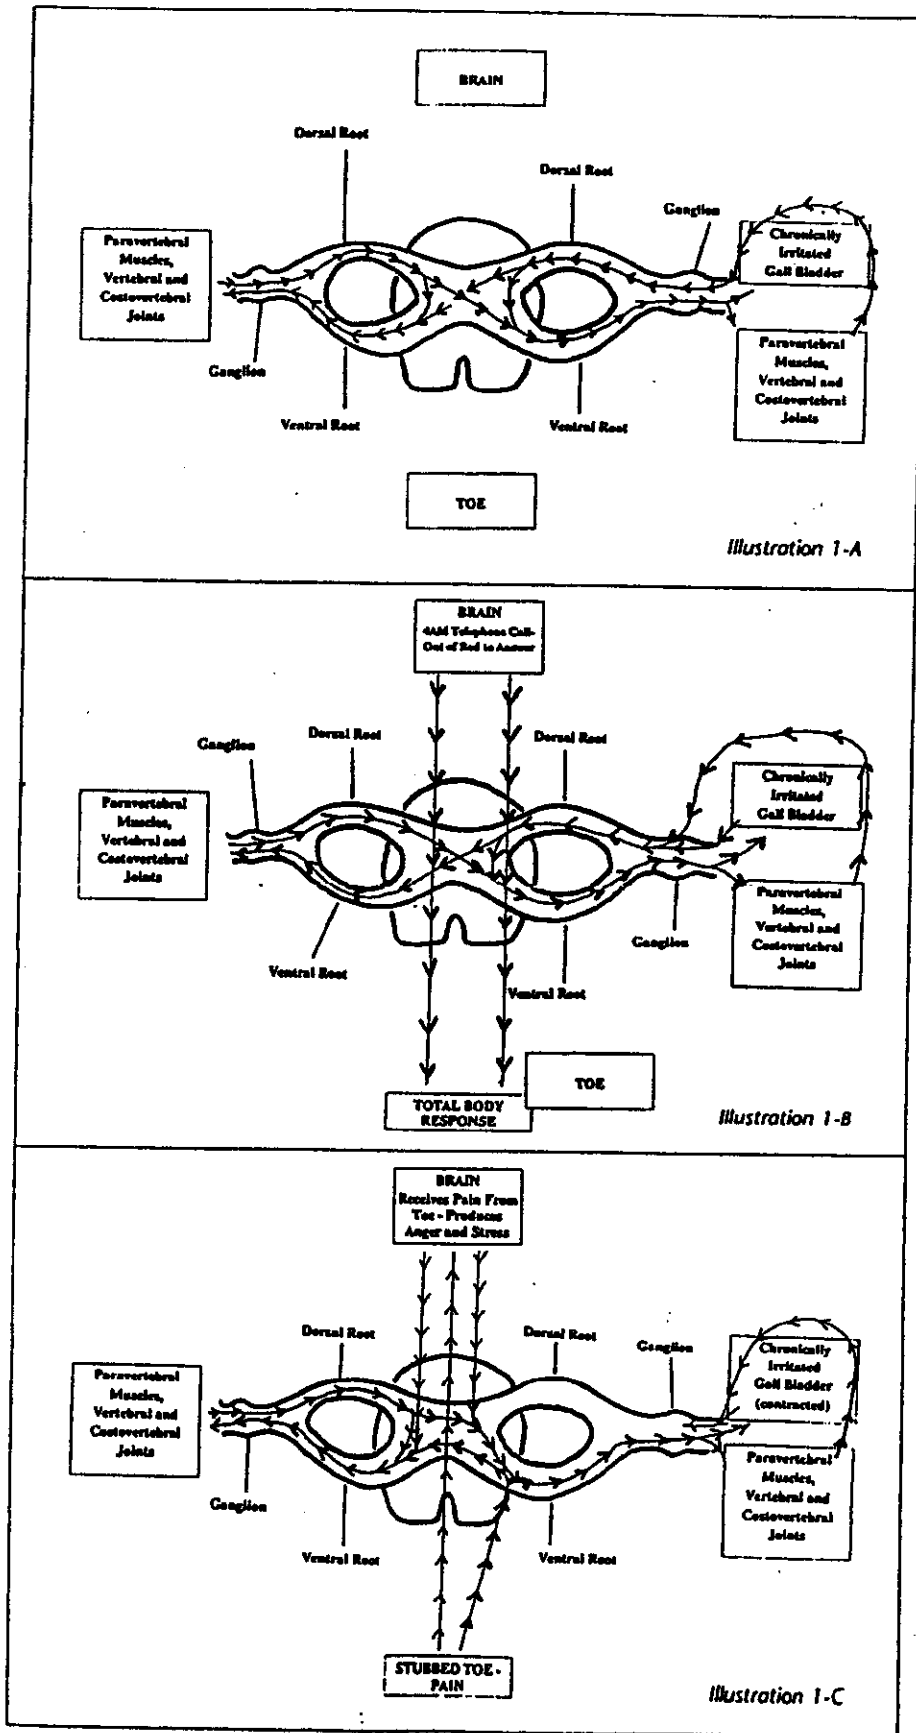 BRAIN
Dorsal Root
Dorsal Root
Ganglion
Paravertebral
Muscles,
Vertebral and
Costovertebral
Joints
Chronically
Irritated
Gall Bladder
Ganglion
Paravertebral
Muscles,
Vertebral and
Costovertebral
Joints
Ventral Root
Ventral Root
TOE
Illustration 1-A
BRAIN
4AM Telephone Call-
Out of Bed to Answer
Ganglion
Dorsal Root
Dorsal Root
Paravertebral
Muscles,
Vertebral and
Costovertebral
Joints
Chronically
Irritated
Gall Bladder
Paravertebral
Muscles,
Vertebral and
Costovertebral
Joints
Ganglion
Ventral Root
Ventral Root
TOE
TOTAL BODY
RESPONSE
Illustration 1-B
BRAIN
Receives Pain From
Toe - Produces
Anger and Stress
Dorsal Root
Dorsal Root
Ganglion
Paravertebral
Muscles,
Vertebral and
Costovertebral
Joints
Chronically
Irritated
Gall Bladder
(contracted)
Paravertebral
Muscles,
Vertebral and
Costovertebral
Joints
Ganglion
Ventral Root
Ventral Root
STUBBED TOE -
PAIN
Illustration 1-C